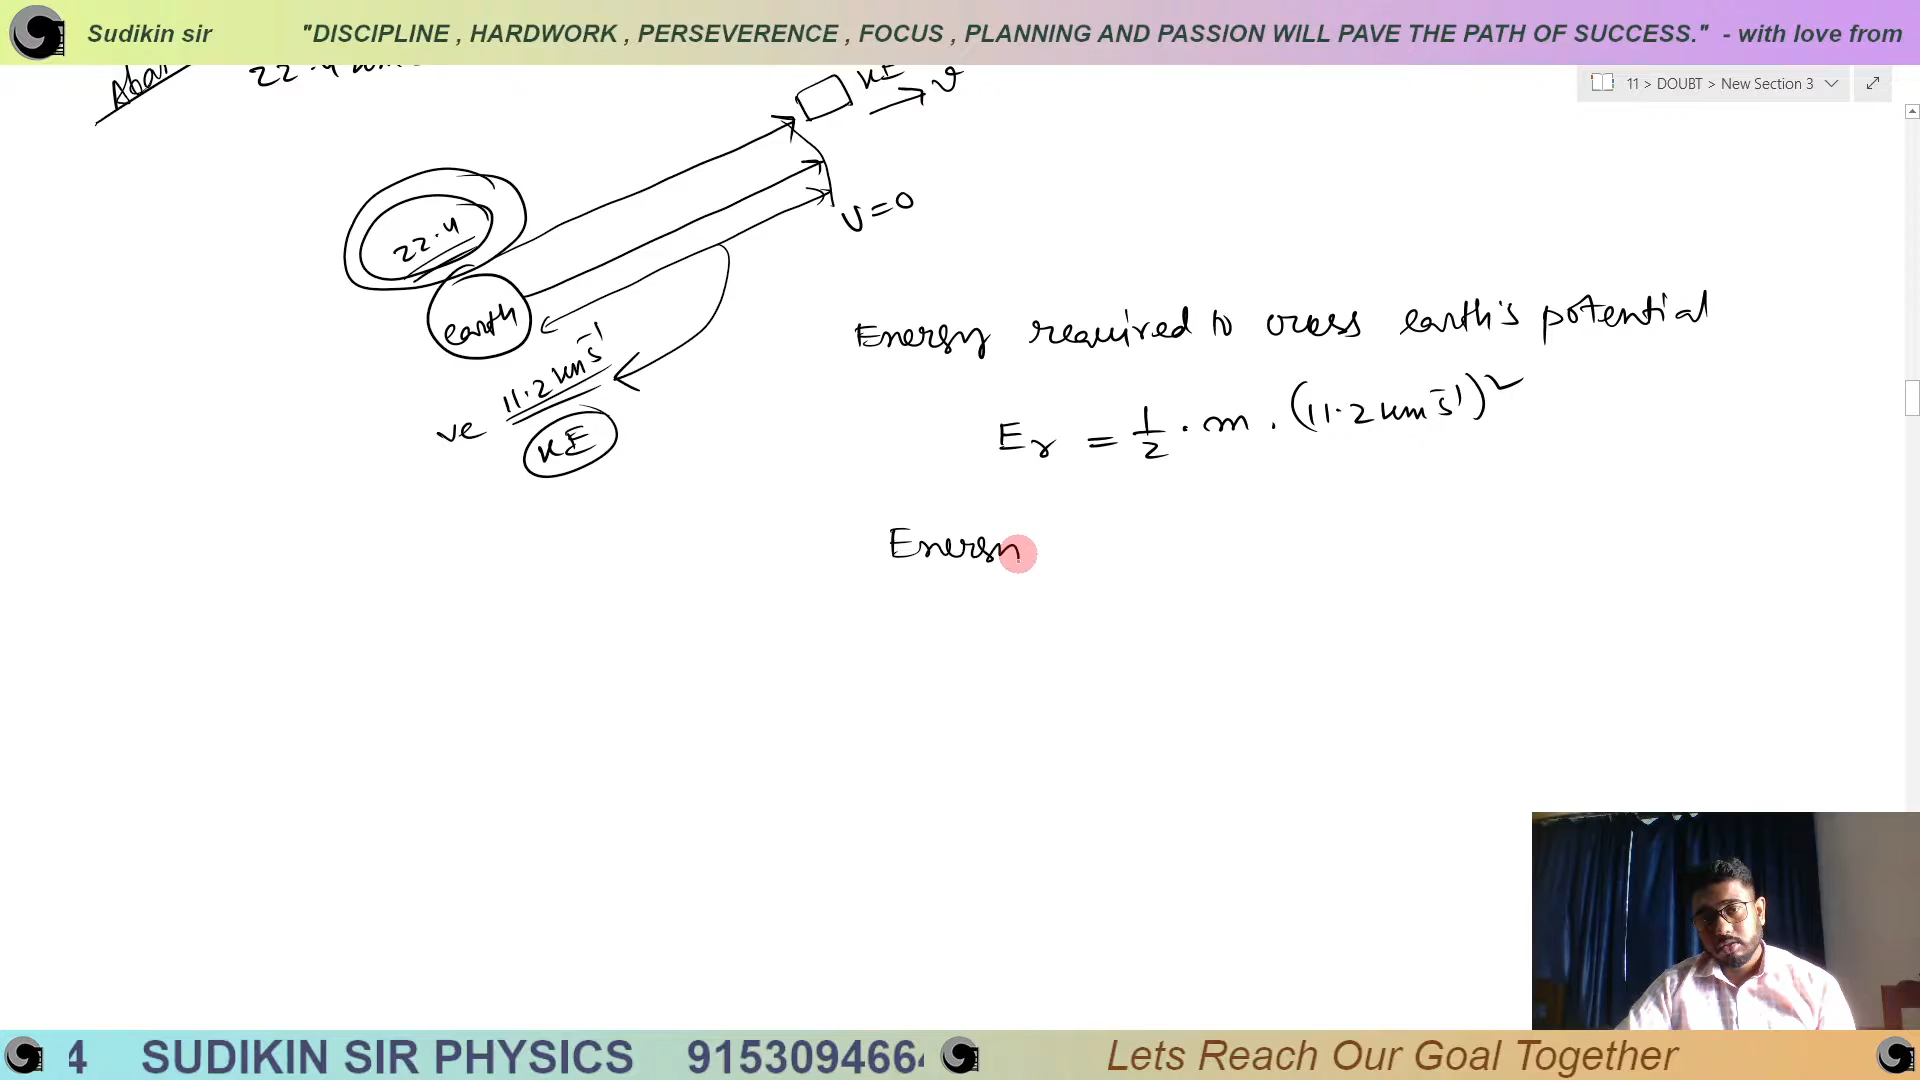 Sudikin sir "DISCIPLINE , HARDWORK , PERSEVERENCE , FOCUS , PLANNING AND PASSION WILL PAVE THE PATH OF SUCCESS." - with love from
11 > DOUBT > New Section 3
22.4
KE
v
22.4
U=0
earth
Energy required to cross earth's potential
ve 11.2 km s⁻¹
KE
Er = 1/2 · m · (11.2 km s⁻¹)²
Energy
4 SUDIKIN SIR PHYSICS 9153094664 Lets Reach Our Goal Together